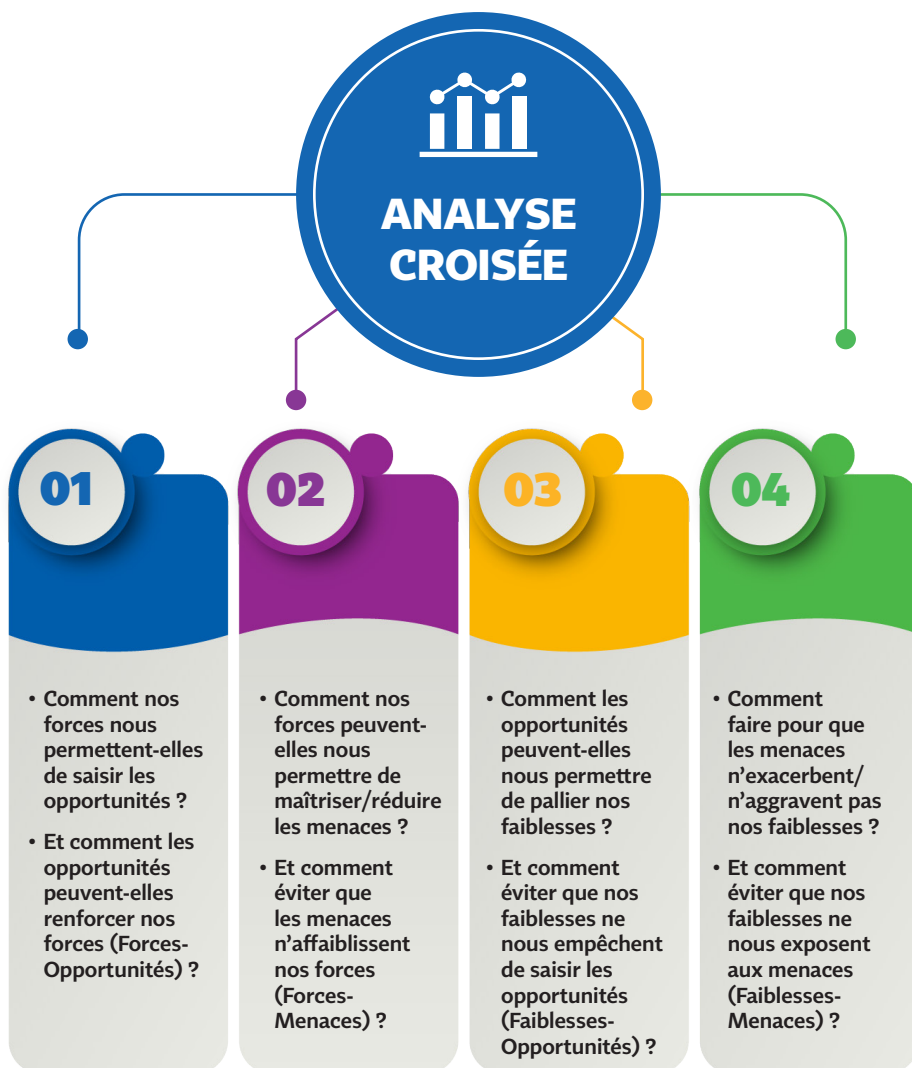 ANALYSE
CROISÉE
01
• Comment nos
forces nous
permettent-elles
de saisir les
opportunités ?
• Et comment les
opportunités
peuvent-elles
renforcer nos
forces (Forces-
Opportunités) ?
02
• Comment nos
forces peuvent-
elles nous
permettre de
maîtriser/réduire
les menaces ?
• Et comment
éviter que
les menaces
n’affaiblissent
nos forces
(Forces-
Menaces) ?
03
• Comment les
opportunités
peuvent-elles
nous permettre
de pallier nos
faiblesses ?
• Et comment
éviter que nos
faiblesses ne
nous empêchent
de saisir les
opportunités
(Faiblesses-
Opportunités) ?
04
• Comment
faire pour que
les menaces
n’exacerbent/
n’aggravent pas
nos faiblesses ?
• Et comment
éviter que nos
faiblesses ne
nous exposent
aux menaces
(Faiblesses-
Menaces) ?